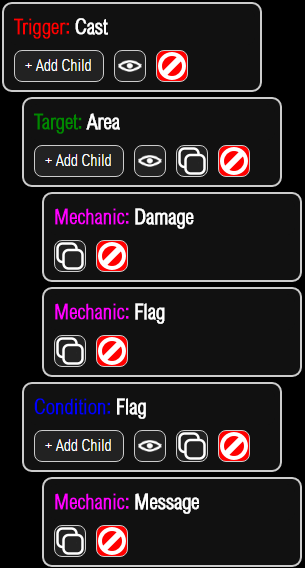 Trigger: Cast
+ Add Child
Target: Area
+ Add Child
Mechanic: Damage
Mechanic: Flag
Condition: Flag
+ Add Child
Mechanic: Message